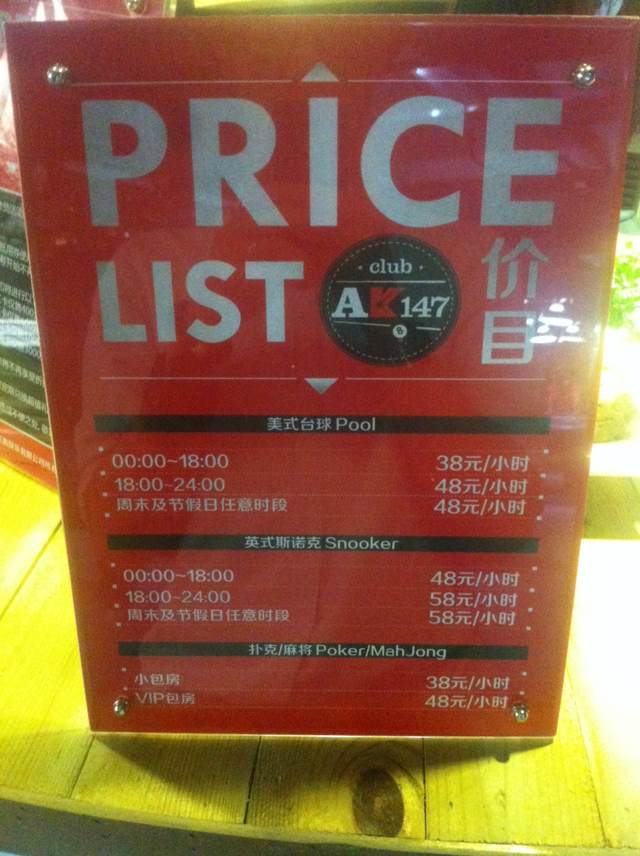 PRICE
LIST
价目
club
AK 147
美式台球 Pool
00:00~18:00 38元/小时
18:00~24:00 48元/小时
周末及节假日任意时段 48元/小时
英式斯诺克 Snooker
00:00~18:00 48元/小时
18:00~24:00 58元/小时
周末及节假日任意时段 58元/小时
扑克/麻将 Poker/MahJong
小包房 38元/小时
VIP包房 48元/小时